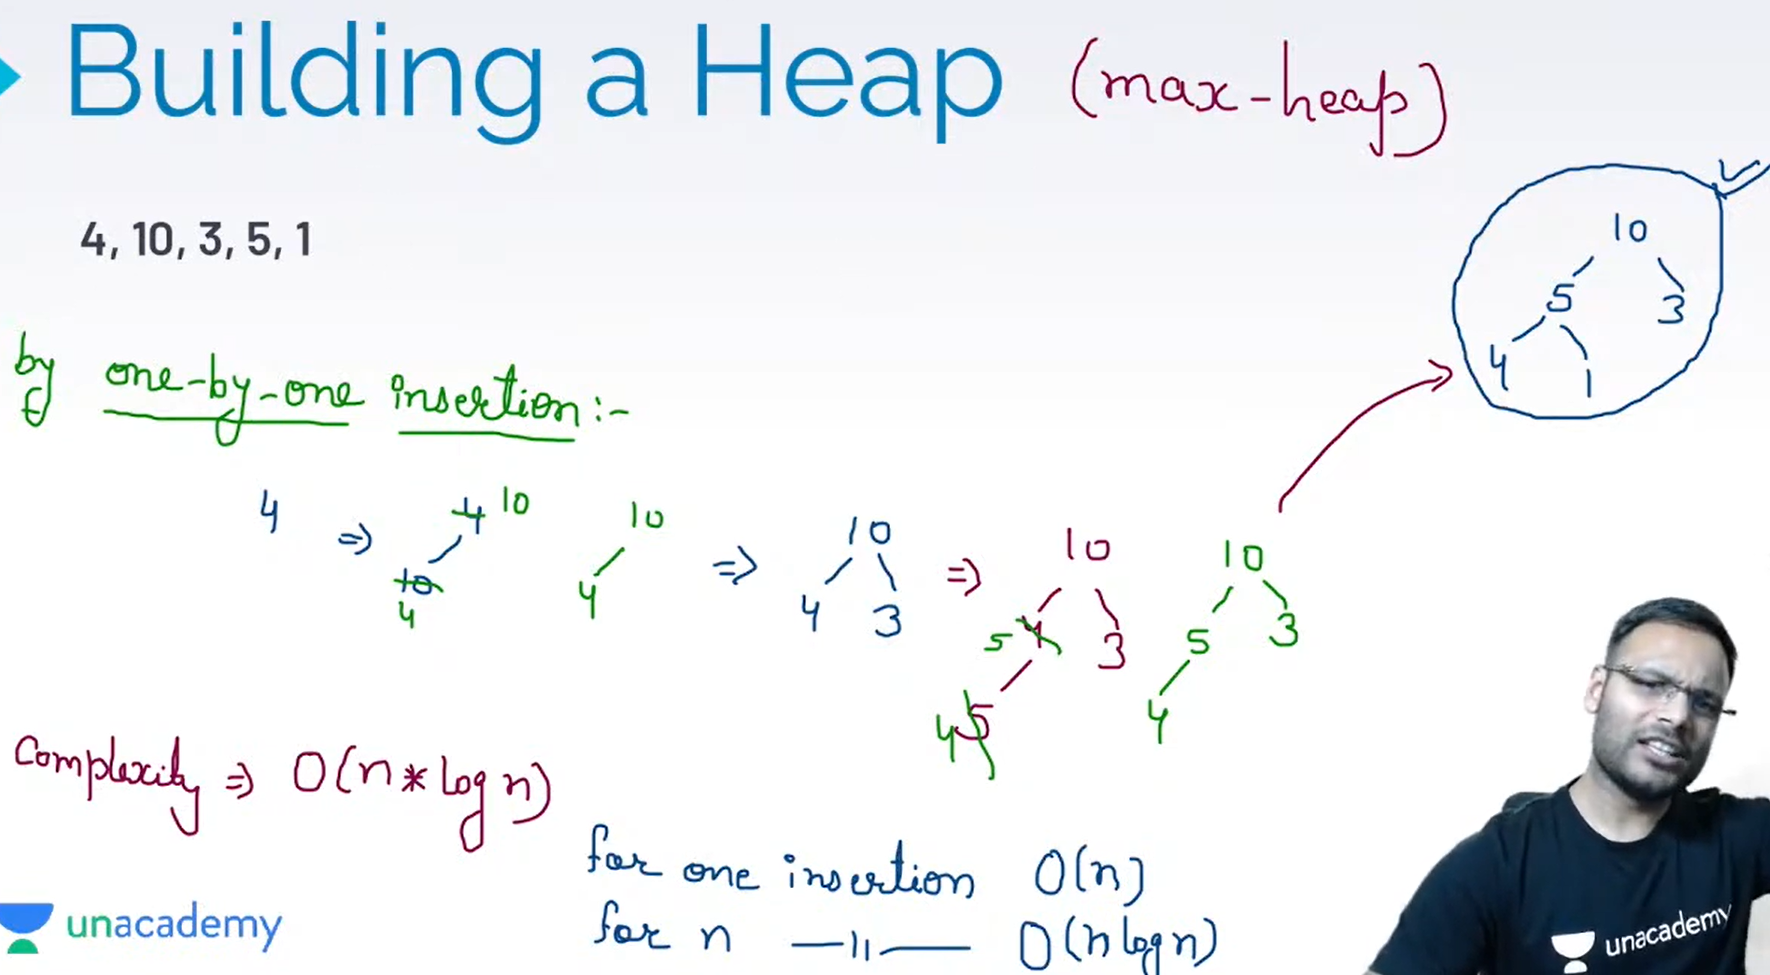 Building a Heap (max-heap)
4, 10, 3, 5, 1
10
5 3
4 1
by one-by-one insertion:-
4 ⇒ 4 10
10
4
10
4
⇒ 10
4 3
⇒ 10
5 4 3
4 5
10
5 3
4
Complexity ⇒ O(n * log n)
for one insertion O(n)
for n —11— O(n log n)
unacademy
unacademy